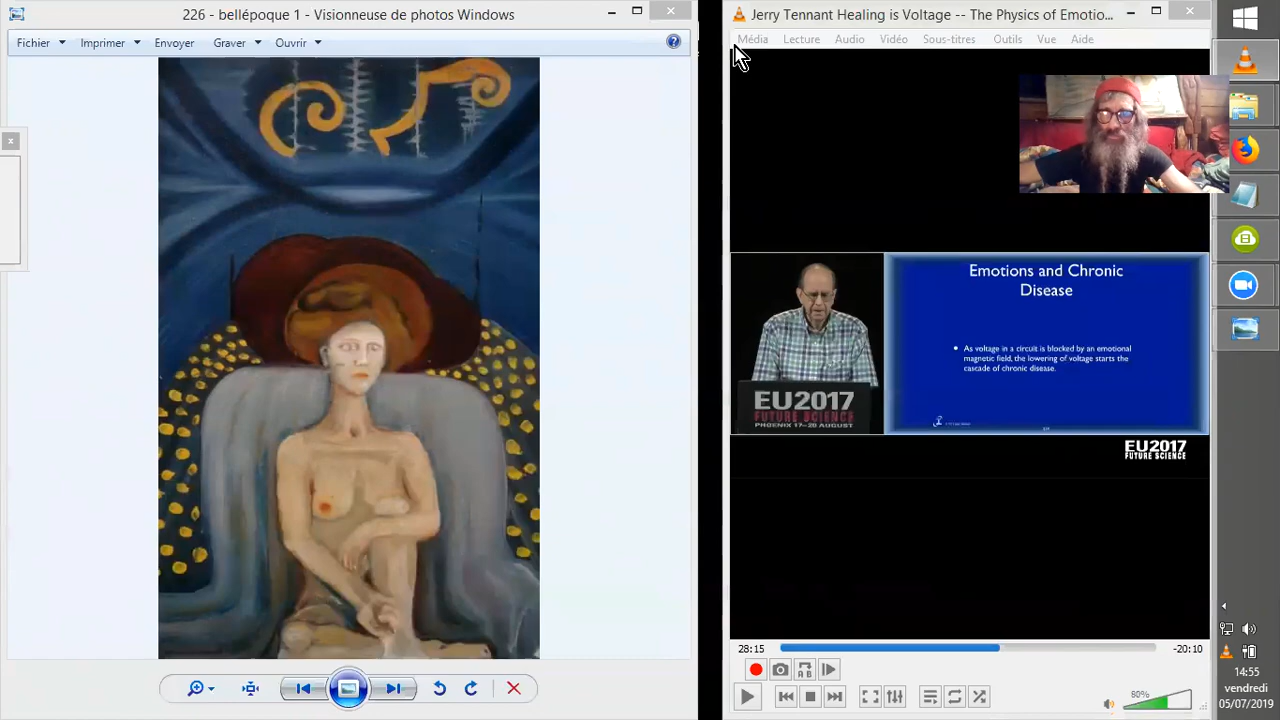 226 - bellépoque 1 - Visionneuse de photos Windows
Fichier Imprimer Envoyer Graver Ouvrir
Jerry Tennant Healing is Voltage -- The Physics of Emotio...
Média Lecture Audio Vidéo Sous-titres Outils Vue Aide
Emotions and Chronic
Disease
As voltage in a circuit is blocked by an emotional
magnetic field, the lowering of voltage starts the
cascade of chronic disease.
EU2017
FUTURE SCIENCE
PHOENIX 17-20 AUGUST
EU2017
FUTURE SCIENCE
28:15
-20:10
A B
80%
14:55
vendredi
05/07/2019